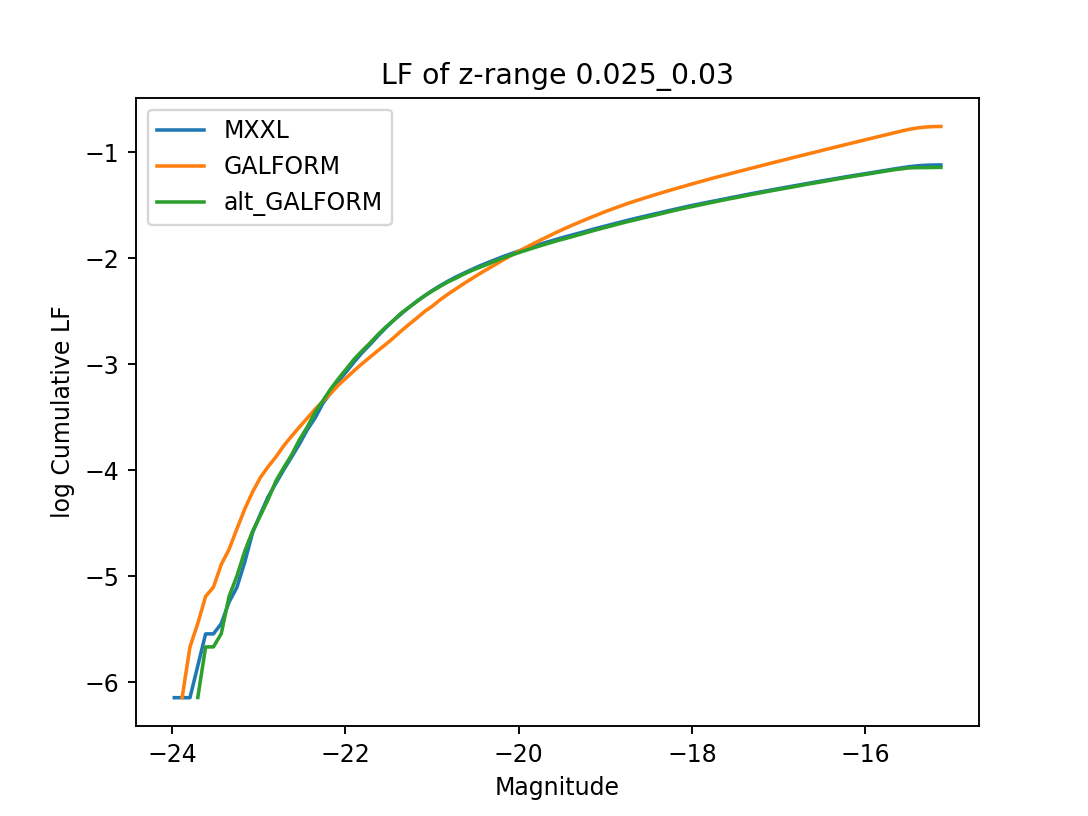 LF of z-range 0.025_0.03
MXXL
GALFORM
alt_GALFORM
−1
−2
−3
−4
−5
−6
log Cumulative LF
−24
−22
−20
−18
−16
Magnitude